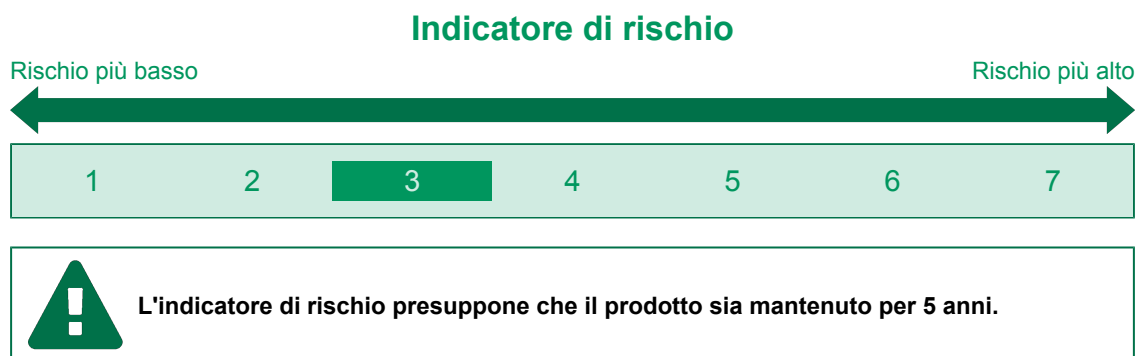 Indicatore di rischio
Rischio più basso Rischio più alto
1 2 3 4 5 6 7
L'indicatore di rischio presuppone che il prodotto sia mantenuto per 5 anni.